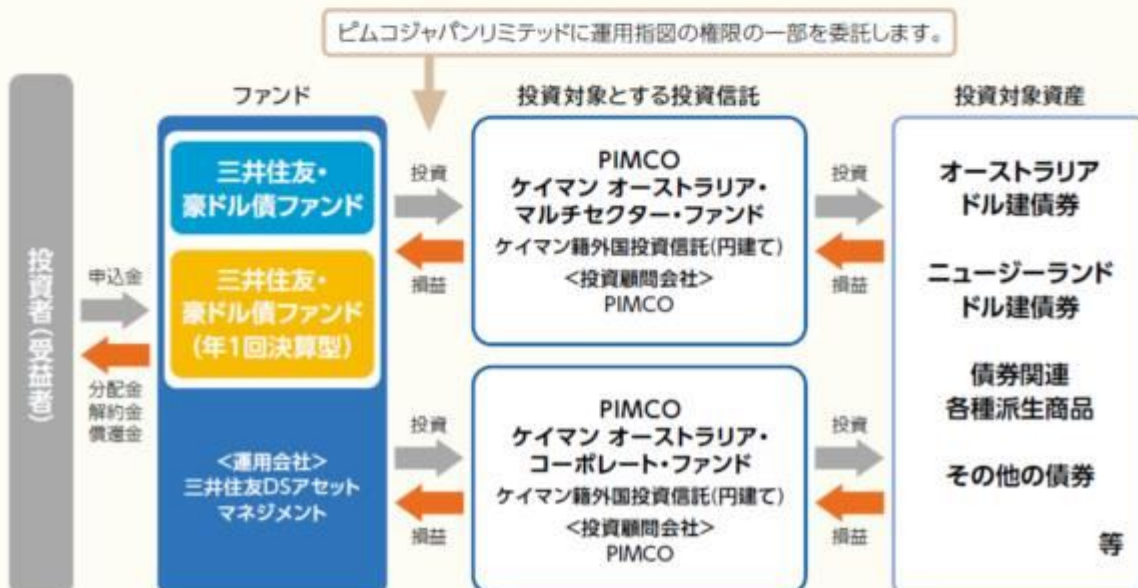 ピムコジャパンリミテッドに運用指図の権限の一部を委託します。
ファンド
投資対象とする投資信託
投資対象資産
投資者(受益者)
申込金
分配金
解約金
償還金
三井住友・
豪ドル債ファンド
三井住友・
豪ドル債ファンド
(年1回決算型)
<運用会社>
三井住友DSアセット
マネジメント
投資
損益
投資
損益
PIMCO
ケイマン オーストラリア・
マルチセクター・ファンド
ケイマン籍外国投資信託(円建て)
<投資顧問会社>
PIMCO
PIMCO
ケイマン オーストラリア・
コーポレート・ファンド
ケイマン籍外国投資信託(円建て)
<投資顧問会社>
PIMCO
投資
損益
投資
損益
オーストラリア
ドル建債券
ニュージーランド
ドル建債券
債券関連
各種派生商品
その他の債券
等